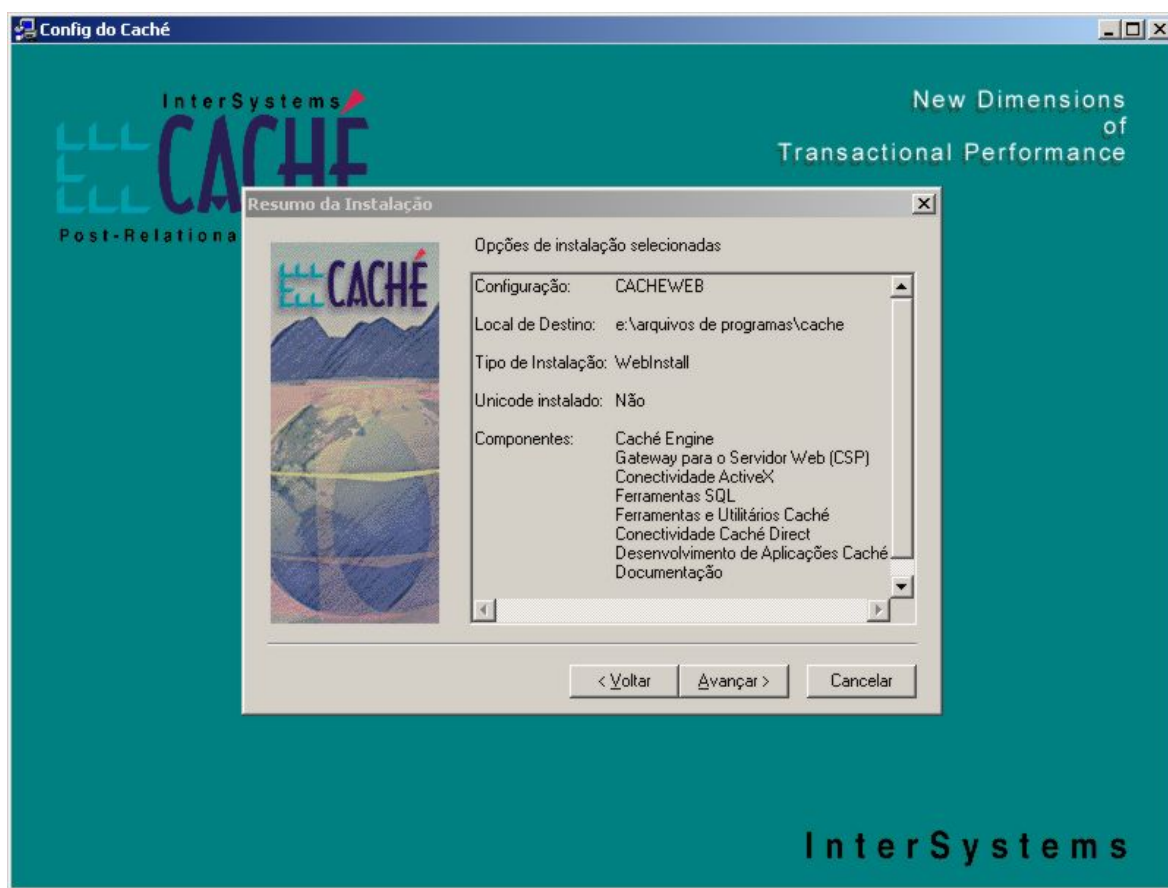 Config do Caché
InterSystems
CACHÉ
Post-Relationa
New Dimensions
of
Transactional Performance
Resumo da Instalação
CACHÉ
Opções de instalação selecionadas
Configuração: CACHEWEB
Local de Destino: e:\arquivos de programas\cache
Tipo de Instalação: WebInstall
Unicode instalado: Não
Componentes: Caché Engine
Gateway para o Servidor Web (CSP)
Conectividade ActiveX
Ferramentas SQL
Ferramentas e Utilitários Caché
Conectividade Caché Direct
Desenvolvimento de Aplicações Caché
Documentação
< Voltar
Avançar >
Cancelar
InterSystems